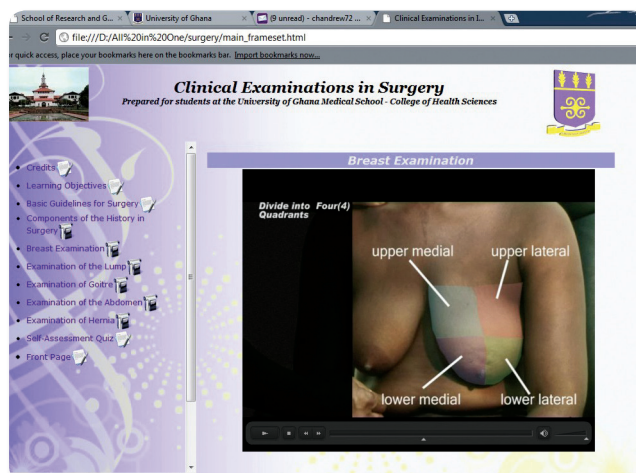 School of Research and G...
University of Ghana
(9 unread) - chandrew72 ...
Clinical Examinations in I...
file:///D:/All%20in%20One/surgery/main_frameset.html
r quick access, place your bookmarks here on the bookmarks bar. Import bookmarks now...
Clinical Examinations in Surgery
Prepared for students at the University of Ghana Medical School - College of Health Sciences
Credits
Learning Objectives
Basic Guidelines for Surgery
Components of the History in
Surgery
Breast Examination
Examination of the Lump
Examination of Goitre
Examination of the Abdomen
Examination of Hernia
Self-Assessment Quiz
Front Page
Breast Examination
Divide into Four(4)
Quadrants
upper medial
upper lateral
lower medial
lower lateral